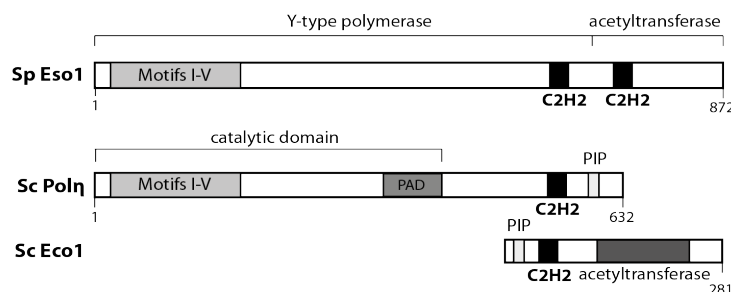 Y-type polymerase acetyltransferase
Sp Eso1 Motifs I-V
1 C2H2 C2H2 872
catalytic domain
PIP
Sc Polη Motifs I-V PAD
1 C2H2 632
PIP
Sc Eco1
C2H2 acetyltransferase
281